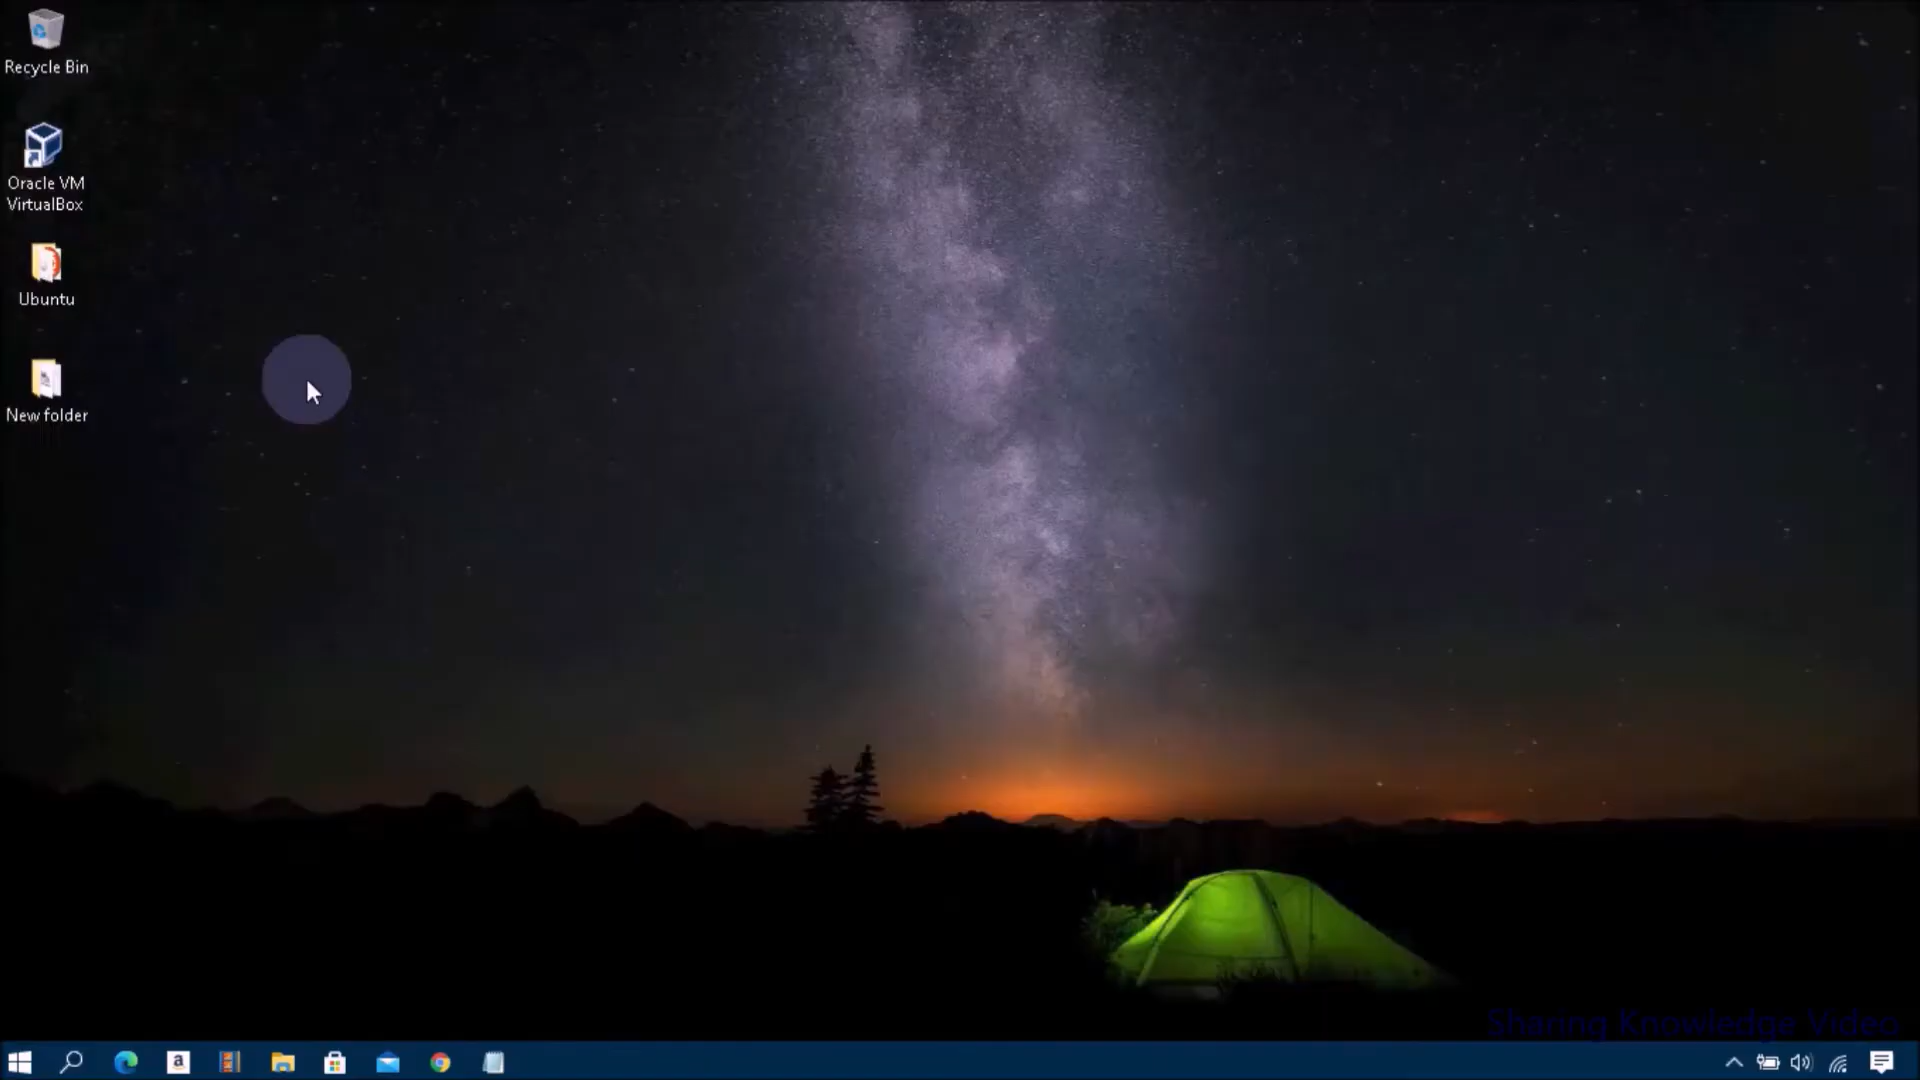 Recycle Bin
Oracle VM
VirtualBox
Ubuntu
New folder
Sharing Knowledge Video
a